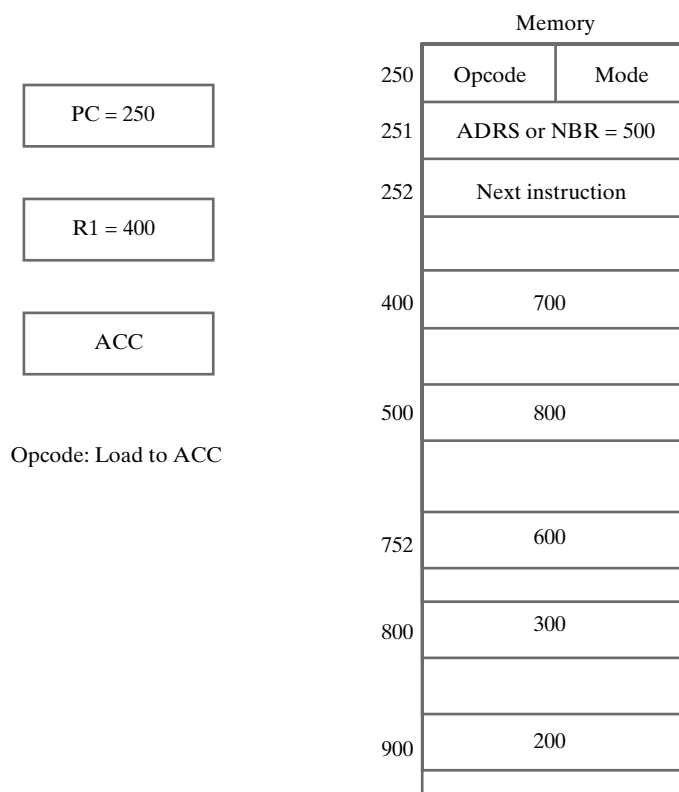 Memory
250 Opcode Mode
PC = 250
251 ADRS or NBR = 500
252 Next instruction
R1 = 400
400 700
ACC
500 800
Opcode: Load to ACC
752 600
800 300
900 200